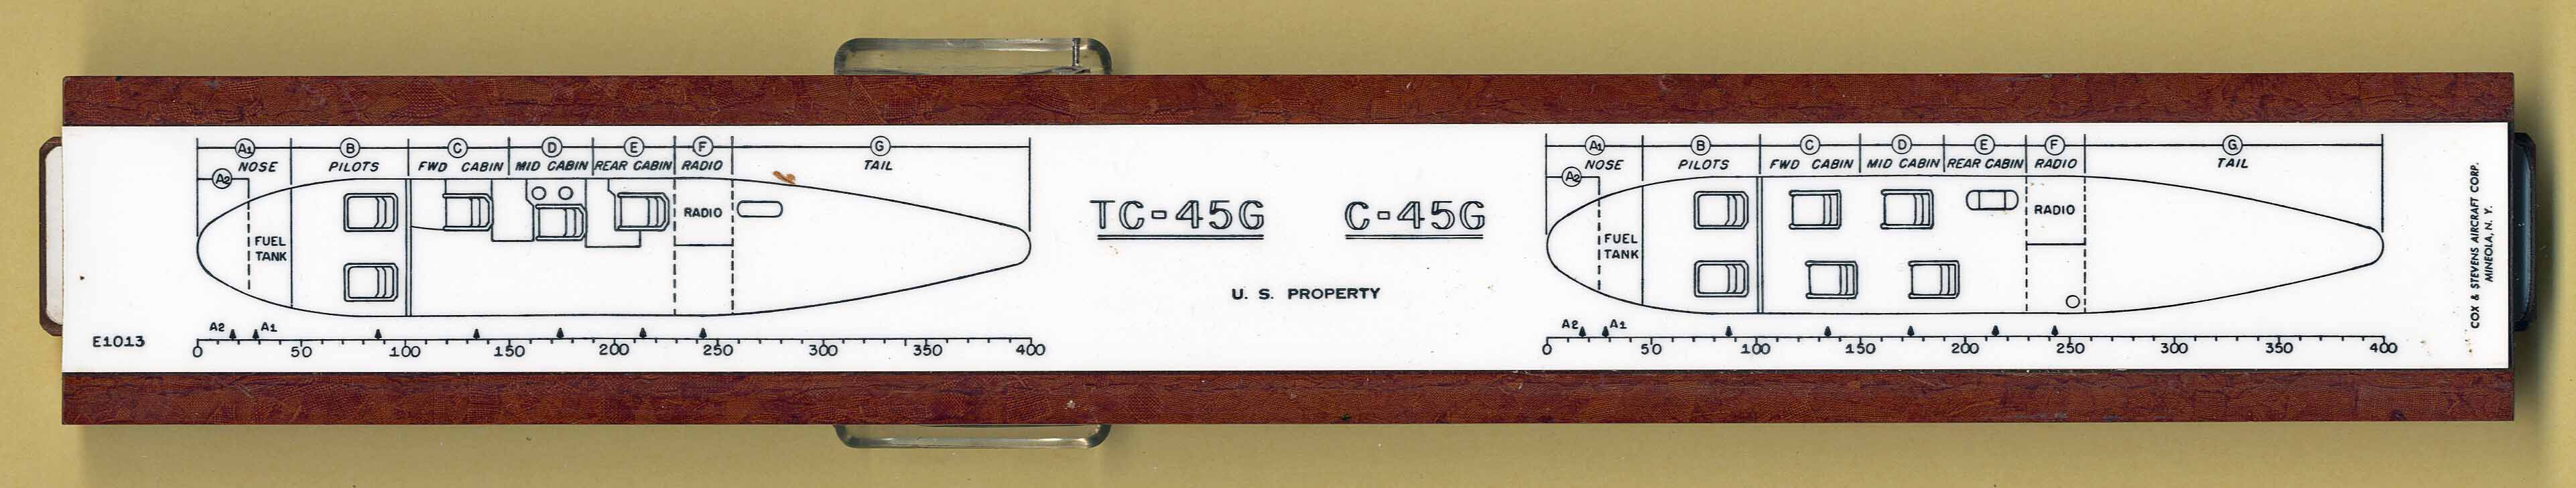 A1 B C D E F G
NOSE PILOTS FWD CABIN MID CABIN REAR CABIN RADIO TAIL
A2
RADIO
FUEL
TANK
A2 A1
E1013
0 50 100 150 200 250 300 350 400
TC-45G C-45G
U. S. PROPERTY
A1 B C D E F G
NOSE PILOTS FWD CABIN MID CABIN REAR CABIN RADIO TAIL
A2
RADIO
FUEL
TANK
A2 A1
0 50 100 150 200 250 300 350 400
COX & STEVENS AIRCRAFT CORP.
MINEOLA, N. Y.